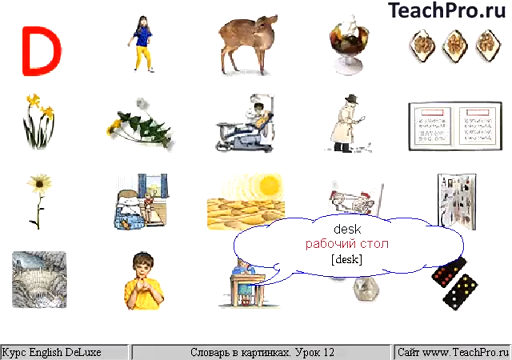 TeachPro.ru
D
desk
рабочий стол
[desk]
Курс English DeLuxe
Словарь в картинках. Урок 12
Сайт www.TeachPro.ru